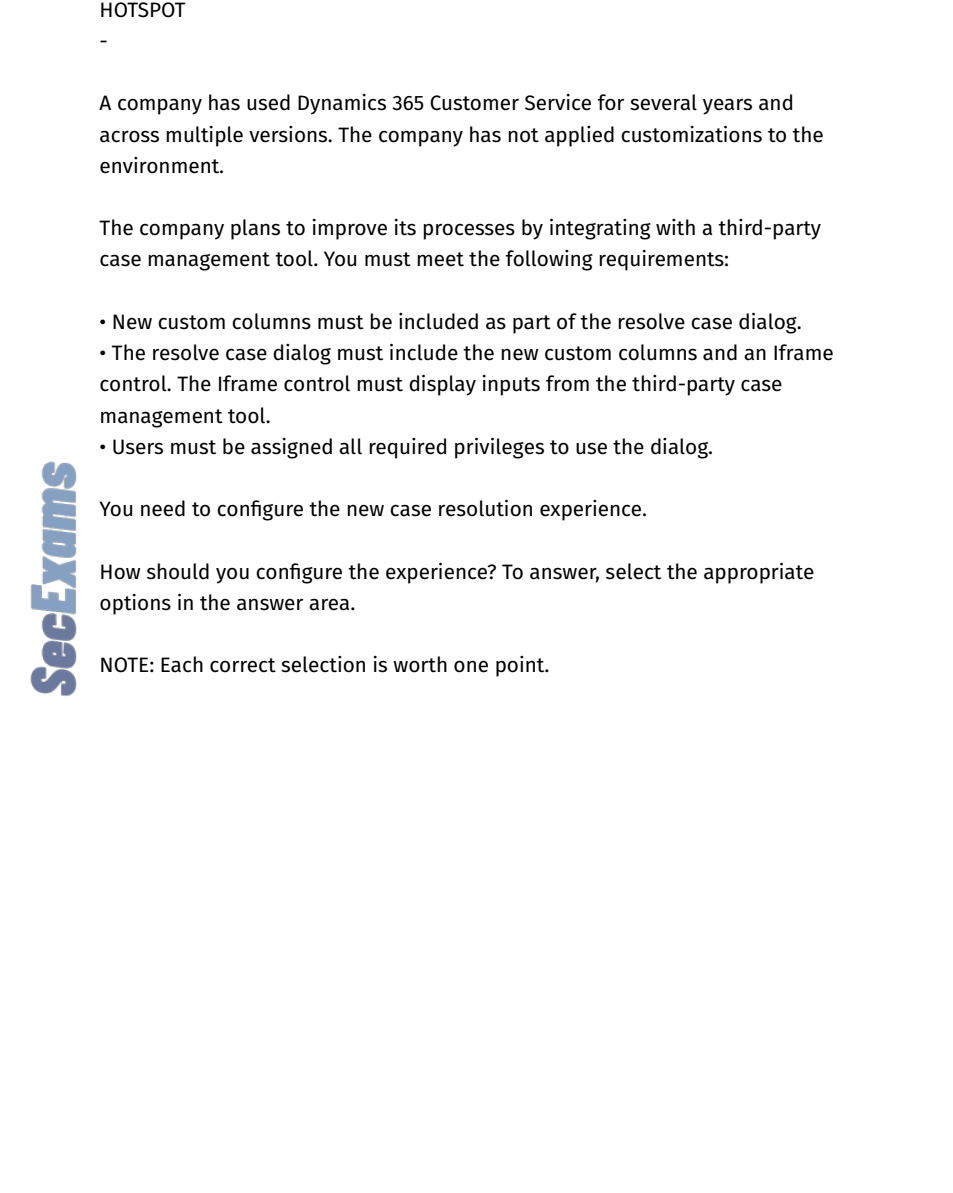 HOTSPOT
-
A company has used Dynamics 365 Customer Service for several years and
across multiple versions. The company has not applied customizations to the
environment.
The company plans to improve its processes by integrating with a third-party
case management tool. You must meet the following requirements:
• New custom columns must be included as part of the resolve case dialog.
• The resolve case dialog must include the new custom columns and an Iframe
control. The Iframe control must display inputs from the third-party case
management tool.
• Users must be assigned all required privileges to use the dialog.
You need to configure the new case resolution experience.
How should you configure the experience? To answer, select the appropriate
options in the answer area.
NOTE: Each correct selection is worth one point.
SecExams